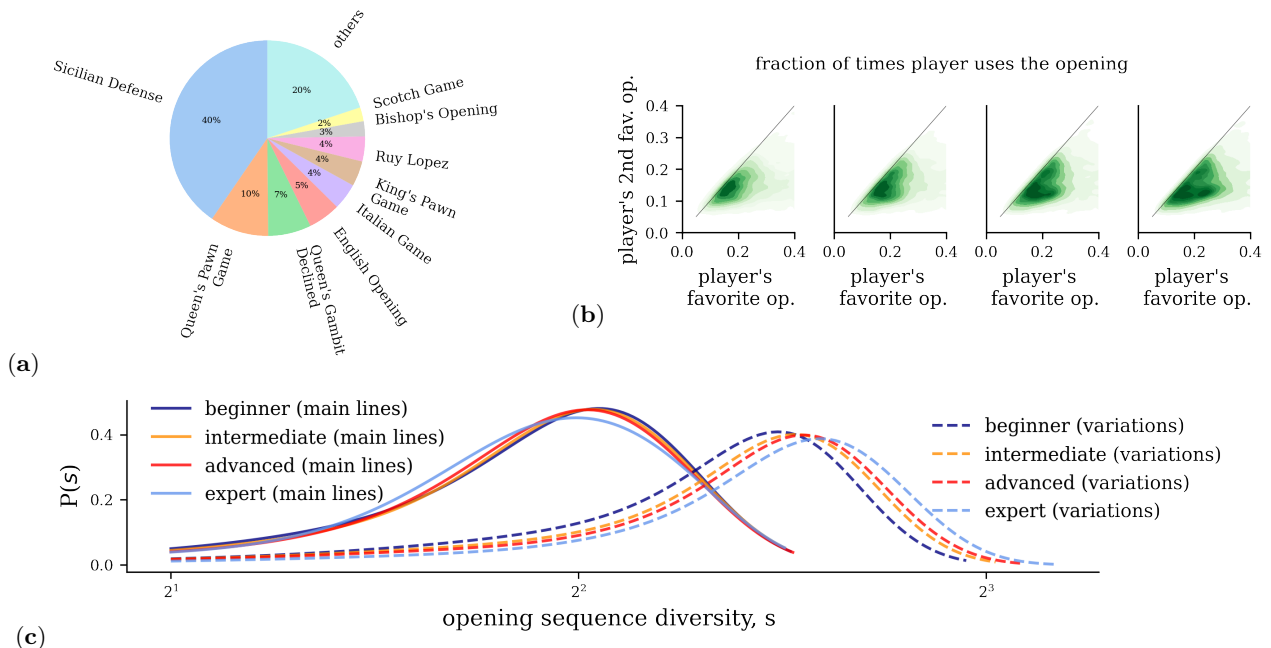 others
Sicilian Defense
20%
40%
Scotch Game
Bishop's Opening
2%
3%
4%
Ruy Lopez
4%
4%
King's Pawn
Game
5%
10%
7%
Italian Game
English Opening
Queen's Gambit
Declined
Queen's Pawn
Game
(a)
fraction of times player uses the opening
player's 2nd fav. op.
0.4
0.3
0.2
0.1
0.0
0.0 0.2 0.4
0.0 0.2 0.4
0.0 0.2 0.4
0.0 0.2 0.4
player's
favorite op.
player's
favorite op.
player's
favorite op.
player's
favorite op.
(b)
beginner (main lines)
intermediate (main lines)
advanced (main lines)
expert (main lines)
beginner (variations)
intermediate (variations)
advanced (variations)
expert (variations)
P(s)
0.4
0.2
0.0
2¹ 2² 2³
opening sequence diversity, s
(c)